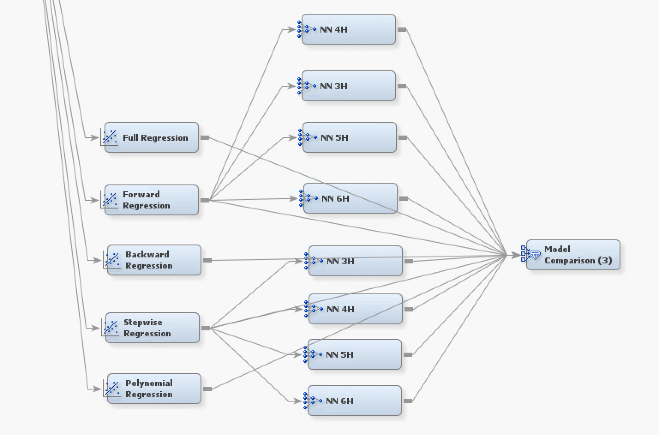 NN 4H
NN 3H
Full Regression
NN 5H
Forward
Regression
NN 6H
Backward
Regression
NN 3H
Model
Comparison (3)
Stepwise
Regression
NN 4H
NN 5H
Polynomial
Regression
NN 6H